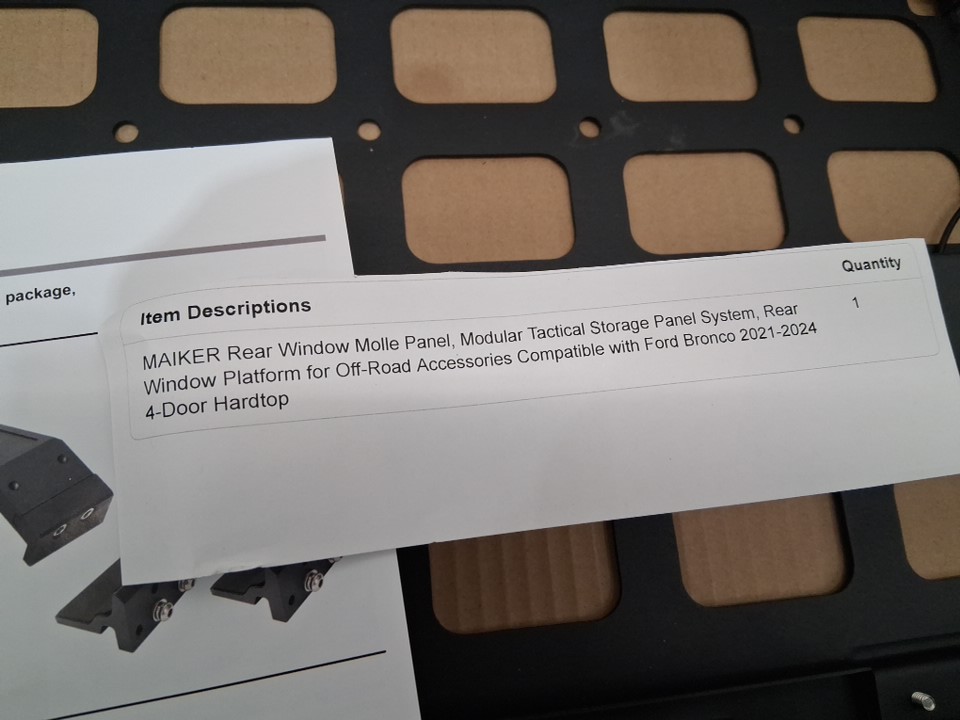 package,
Item Descriptions
Quantity
MAIKER Rear Window Molle Panel, Modular Tactical Storage Panel System, Rear
1
Window Platform for Off-Road Accessories Compatible with Ford Bronco 2021-2024
4-Door Hardtop